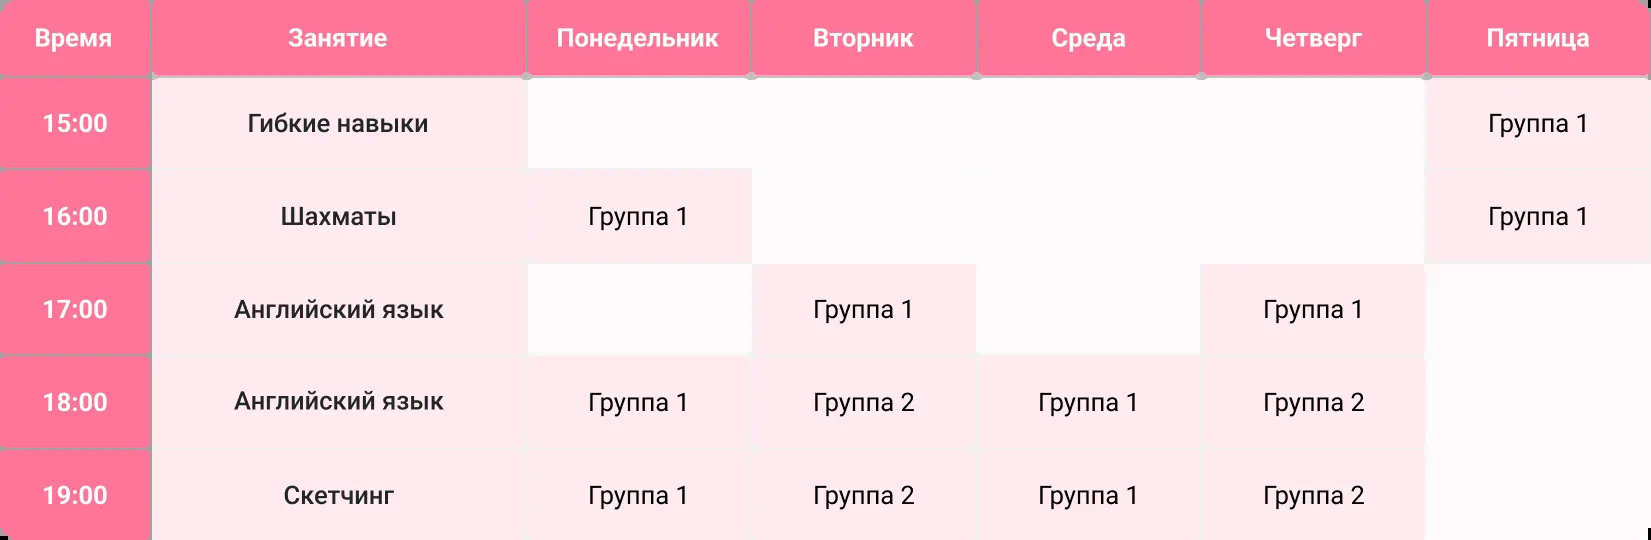 Время Занятие Понедельник Вторник Среда Четверг Пятница
15:00 Гибкие навыки Группа 1
16:00 Шахматы Группа 1 Группа 1
17:00 Английский язык Группа 1 Группа 1
18:00 Английский язык Группа 1 Группа 2 Группа 1 Группа 2
19:00 Скетчинг Группа 1 Группа 2 Группа 1 Группа 2